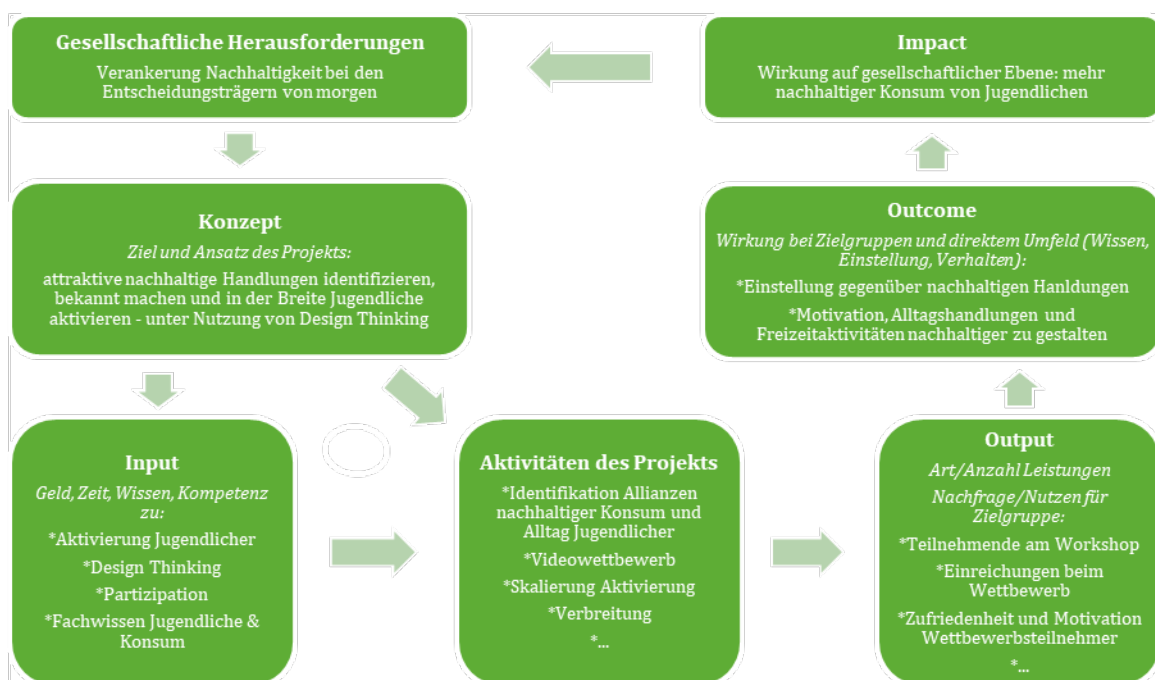 Gesellschaftliche Herausforderungen
Verankerung Nachhaltigkeit bei den
Entscheidungsträgern von morgen
Impact
Wirkung auf gesellschaftlicher Ebene: mehr
nachhaltiger Konsum von Jugendlichen
Konzept
Ziel und Ansatz des Projekts:
attraktive nachhaltige Handlungen identifizieren,
bekannt machen und in der Breite Jugendliche
aktivieren - unter Nutzung von Design Thinking
Outcome
Wirkung bei Zielgruppen und direktem Umfeld (Wissen,
Einstellung, Verhalten):
*Einstellung gegenüber nachhaltigen Hanldungen
*Motivation, Alltagshandlungen und
Freizeitaktivitäten nachhaltiger zu gestalten
Input
Geld, Zeit, Wissen, Kompetenz
zu:
*Aktivierung Jugendlicher
*Design Thinking
*Partizipation
*Fachwissen Jugendliche &
Konsum
Aktivitäten des Projekts
*Identifikation Allianzen
nachhaltiger Konsum und
Alltag Jugendlicher
*Videowettbewerb
*Skalierung Aktivierung
*Verbreitung
*...
Output
Art/Anzahl Leistungen
Nachfrage/Nutzen für
Zielgruppe:
*Teilnehmende am Workshop
*Einreichungen beim
Wettbewerb
*Zufriedenheit und Motivation
Wettbewerbsteilnehmer
*...